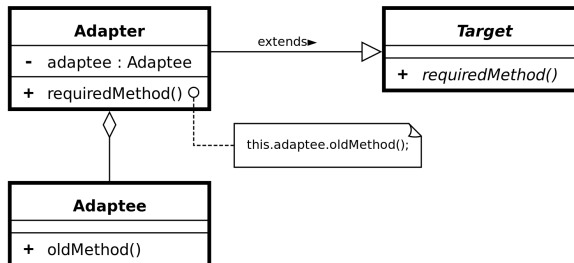 Adapter
- adaptee : Adaptee
+ requiredMethod()
extends►
Target
+ requiredMethod()
this.adaptee.oldMethod();
Adaptee
+ oldMethod()